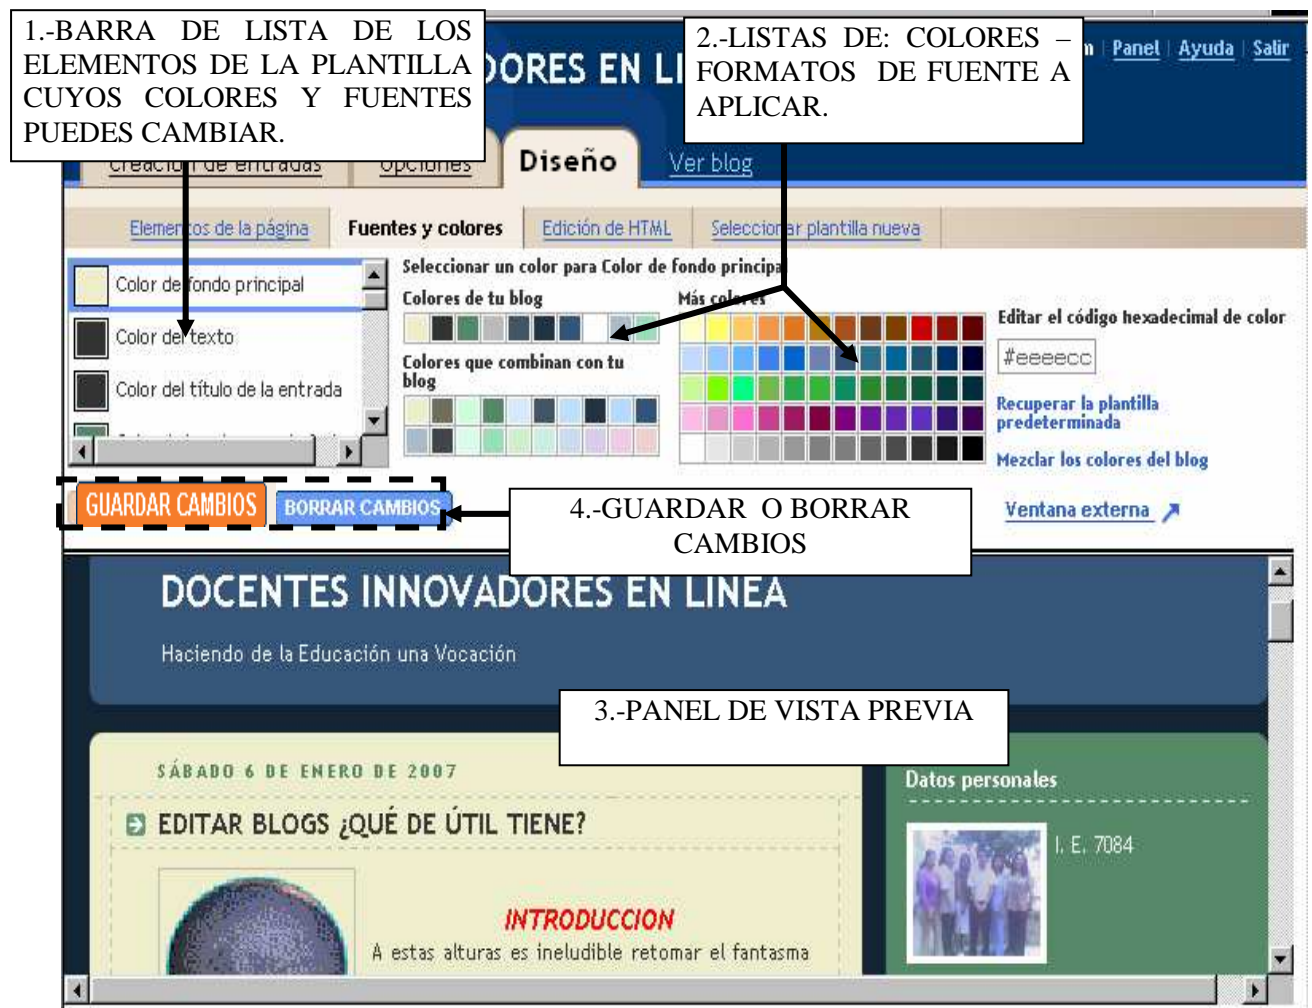 1.-BARRA DE LISTA DE LOS
ELEMENTOS DE LA PLANTILLA
CUYOS COLORES Y FUENTES
PUEDES CAMBIAR.
2.-LISTAS DE: COLORES –
FORMATOS DE FUENTE A
APLICAR.
DORES EN LI
Panel Ayuda Salir
Creación de entradas Opciones Diseño Ver blog
Elementos de la página Fuentes y colores Edición de HTML Seleccionar plantilla nueva
Color de fondo principal
Color del texto
Color del título de la entrada
Seleccionar un color para Color de fondo principal
Colores de tu blog
Más colores
Colores que combinan con tu
blog
Editar el código hexadecimal de color
#eeeecc
Recuperar la plantilla
predeterminada
Mezclar los colores del blog
GUARDAR CAMBIOS BORRAR CAMBIOS
4.-GUARDAR O BORRAR
CAMBIOS
Ventana externa
DOCENTES INNOVADORES EN LINEA
Haciendo de la Educación una Vocación
3.-PANEL DE VISTA PREVIA
SÁBADO 6 DE ENERO DE 2007
EDITAR BLOGS ¿QUÉ DE ÚTIL TIENE?
INTRODUCCION
A estas alturas es ineludible retomar el fantasma
Datos personales
I. E. 7084